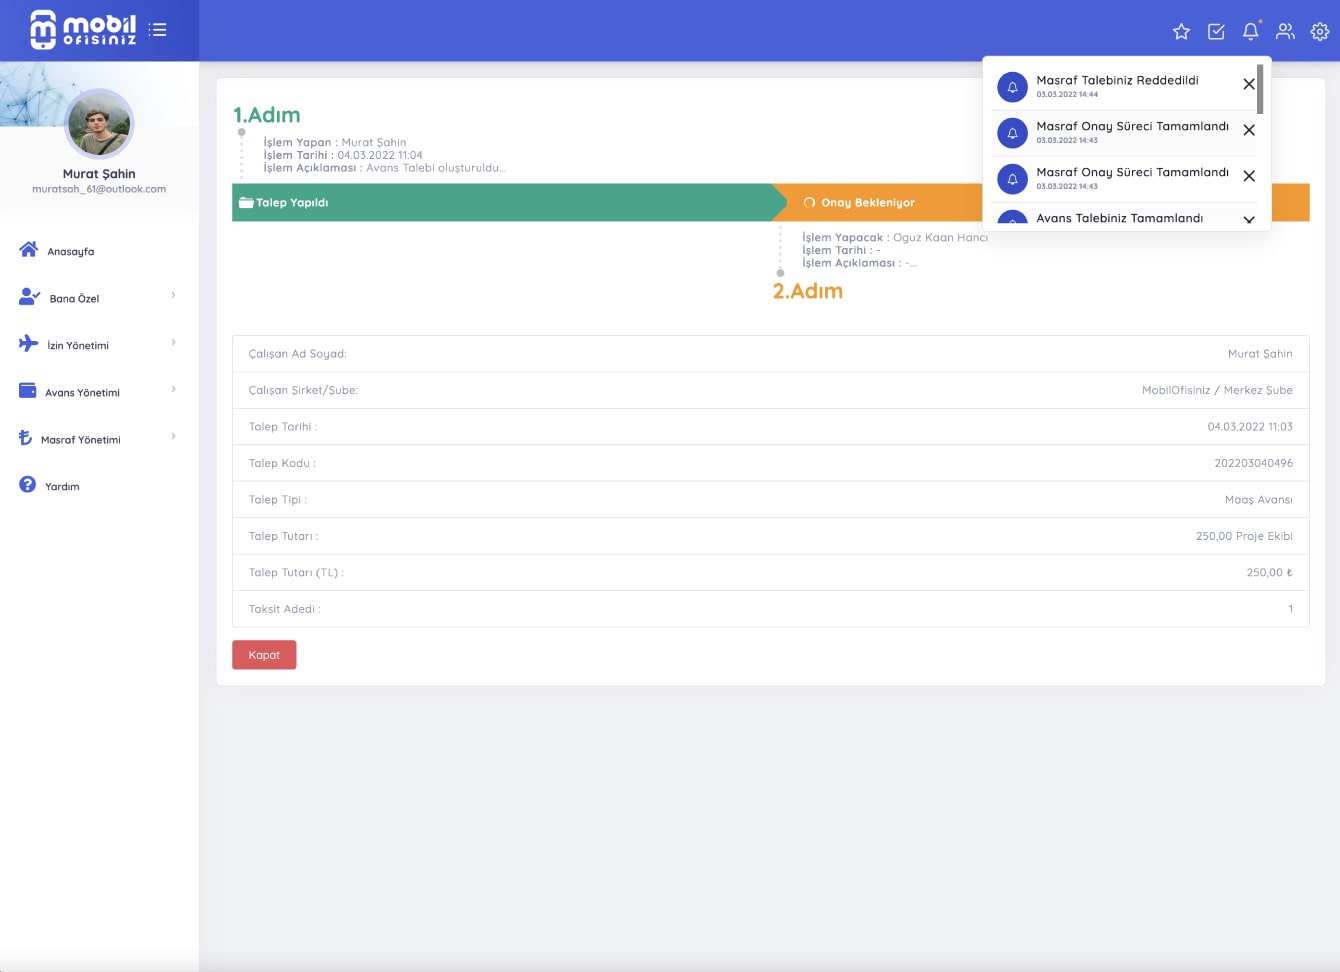 mobil
OFİSİNİZ
Murat Şahin
muratsah_61@outlook.com
Anasayfa
Bana Özel
İzin Yönetimi
Avans Yönetimi
Masraf Yönetimi
Yardım
Masraf Talebiniz Reddedildi
03.03.2022 14:44
Masraf Onay Süreci Tamamlandı
03.03.2022 14:43
Masraf Onay Süreci Tamamlandı
03.03.2022 14:43
Avans Talebiniz Tamamlandı
1.Adım
İşlem Yapan : Murat Şahin
İşlem Tarihi : 04.03.2022 11:04
İşlem Açıklaması : Avans Talebi oluşturuldu...
Talep Yapıldı
Onay Bekleniyor
İşlem Yapacak : Oguz Kaan Hancı
İşlem Tarihi : -
İşlem Açıklaması : -...
2.Adım
Çalışan Ad Soyad: Murat Şahin
Çalışan Şirket/Şube: MobilOfisiniz / Merkez Şube
Talep Tarihi : 04.03.2022 11:03
Talep Kodu : 202203040496
Talep Tipi : Maaş Avansı
Talep Tutarı : 250,00 Proje Ekibi
Talep Tutarı (TL) : 250,00 ₺
Taksit Adedi : 1
Kapat